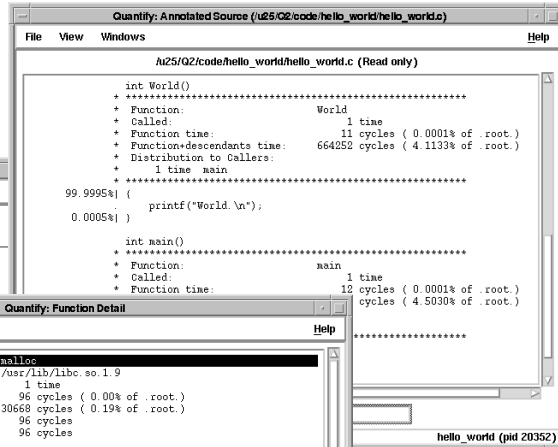 Quantify: Annotated Source (/u25/Q2/code/hello_world/hello_world.c)
File View Windows Help
/u25/Q2/code/hello_world/hello_world.c (Read only)
int World()
* ************************************************************
* Function: World
* Called: 1 time
* Function time: 11 cycles ( 0.0001% of .root.)
* Function+descendants time: 664252 cycles ( 4.1133% of .root.)
* Distribution to Callers:
* 1 time main
* ************************************************************
99.9995%| {
. printf("World.\n");
0.0005%| }
int main()
* ************************************************************
* Function: main
* Called: 1 time
* Function time: 12 cycles ( 0.0001% of .root.)
cycles ( 4.5030% of .root.)
********************
Quantify: Function Detail
Help
malloc
/usr/lib/libc.so.1.9
1 time
96 cycles ( 0.00% of .root.)
30668 cycles ( 0.19% of .root.)
96 cycles
96 cycles
hello_world (pid 20352)